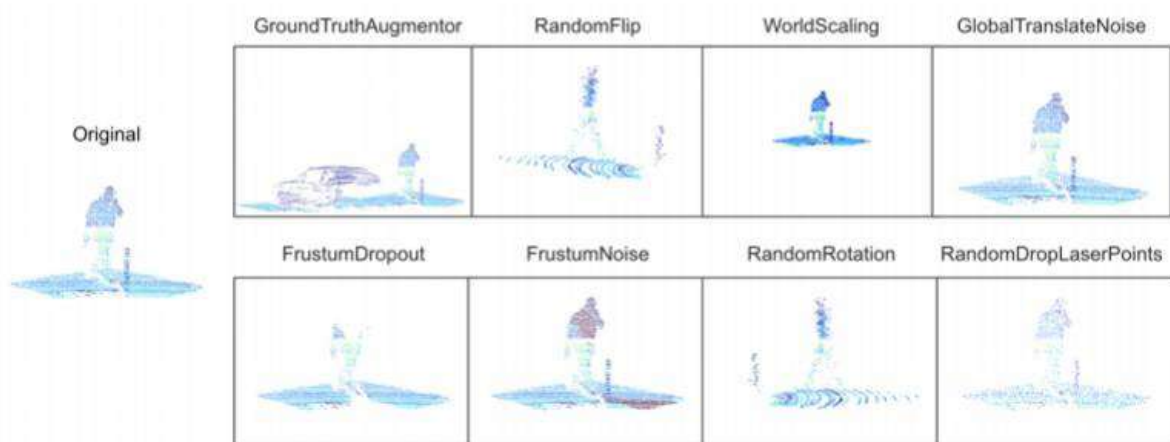 GroundTruthAugmentor RandomFlip WorldScaling GlobalTranslateNoise
Original
FrustumDropout FrustumNoise RandomRotation RandomDropLaserPoints